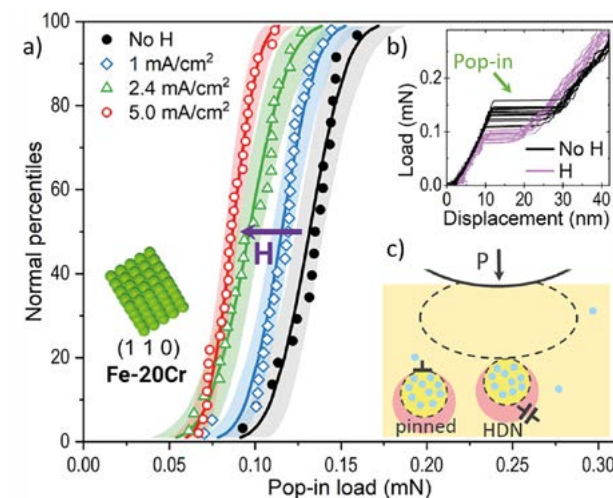 a)
No H
1 mA/cm²
2.4 mA/cm²
5.0 mA/cm²
H
(1 1 0)
Fe-20Cr
Normal percentiles
100
80
60
40
20
0
0.00 0.05 0.10 0.15 0.20 0.25 0.30
Pop-in load (mN)
b)
Pop-in
No H
H
Load (mN)
0.2
0.1
0.0
0 10 20 30 40
Displacement (nm)
c)
P
pinned
HDN